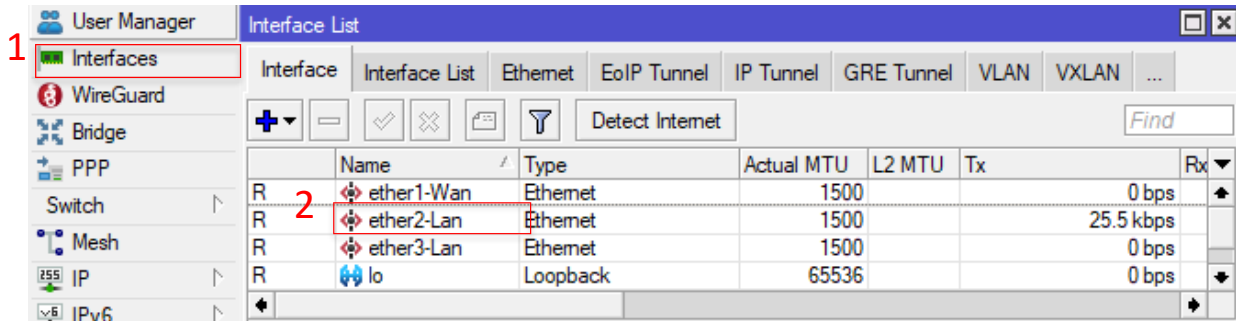 User Manager
1 Interfaces
WireGuard
Bridge
PPP
Switch
Mesh
255 IP
v6 IPv6
Interface List
Interface Interface List Ethernet EoIP Tunnel IP Tunnel GRE Tunnel VLAN VXLAN ...
Detect Internet Find
Name Type Actual MTU L2 MTU Tx Rx
R ether1-Wan Ethernet 1500 0 bps
2
R ether2-Lan Ethernet 1500 25.5 kbps
R ether3-Lan Ethernet 1500 0 bps
R lo Loopback 65536 0 bps